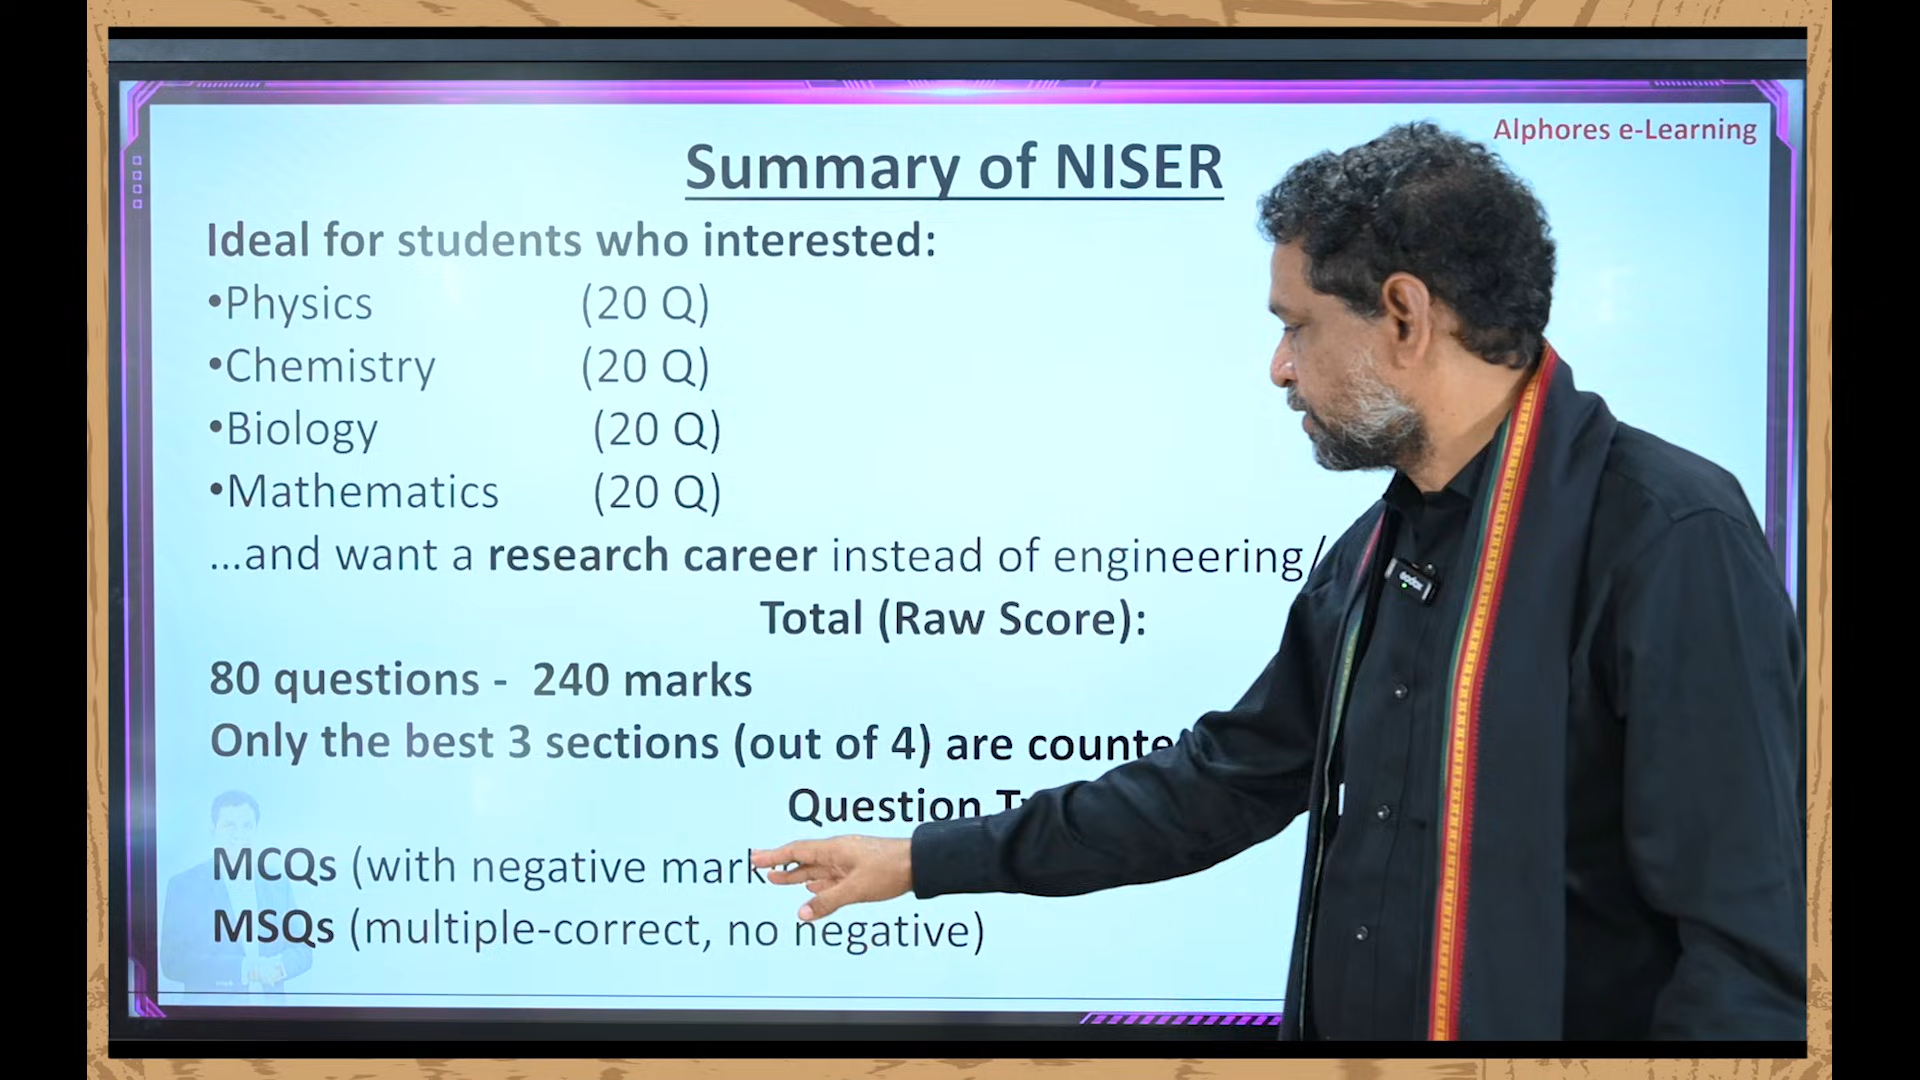 Alphores e-Learning
Summary of NISER
Ideal for students who interested:
•Physics (20 Q)
•Chemistry (20 Q)
•Biology (20 Q)
•Mathematics (20 Q)
...and want a research career instead of engineering/
Total (Raw Score):
80 questions - 240 marks
Only the best 3 sections (out of 4) are counte
Question
MCQs (with negative mark
MSQs (multiple-correct, no negative)
Godox